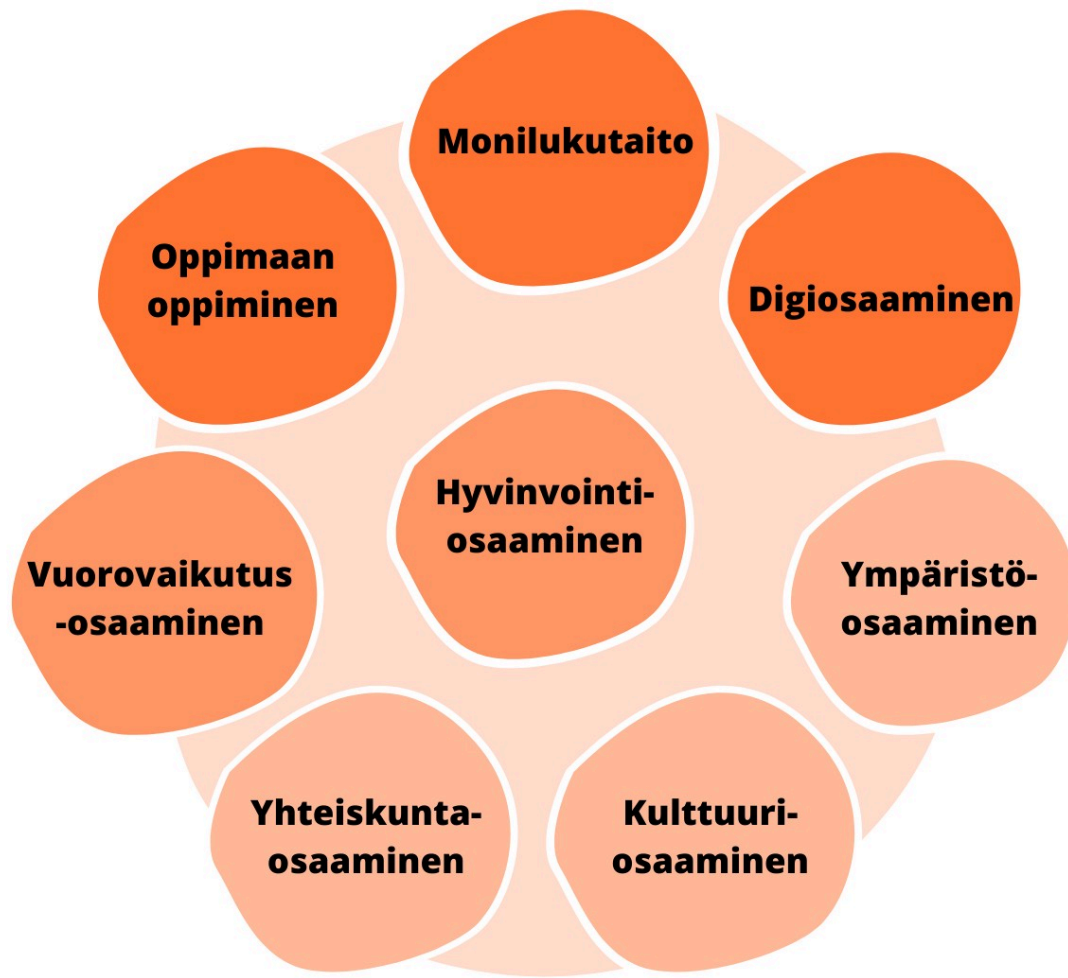 Monilukutaito
Oppimaan
oppiminen
Digiosaaminen
Hyvinvointi-
osaaminen
Vuorovaikutus
-osaaminen
Ympäristö-
osaaminen
Yhteiskunta-
osaaminen
Kulttuuri-
osaaminen